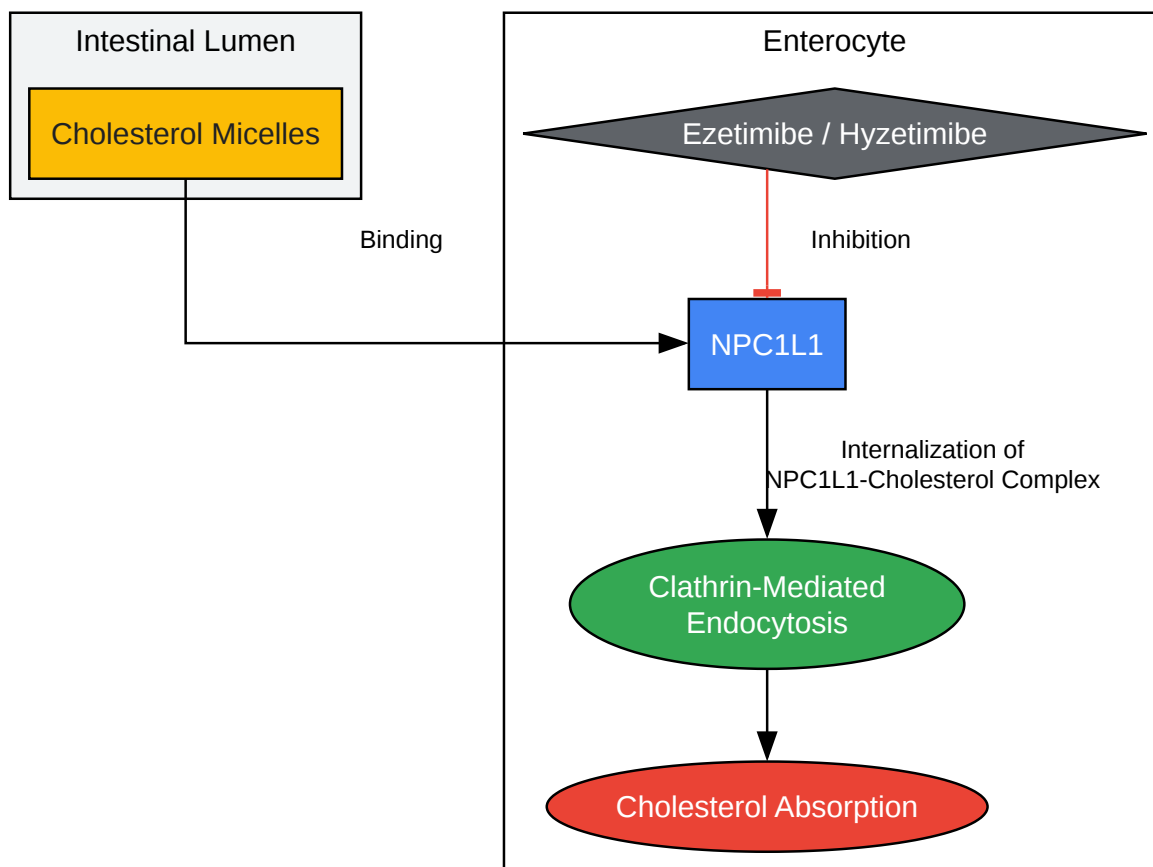 Intestinal Lumen
Cholesterol Micelles
Enterocyte
Ezetimibe / Hyzetimibe
Binding
Inhibition
NPC1L1
Internalization of
NPC1L1-Cholesterol Complex
Clathrin-Mediated
Endocytosis
Cholesterol Absorption